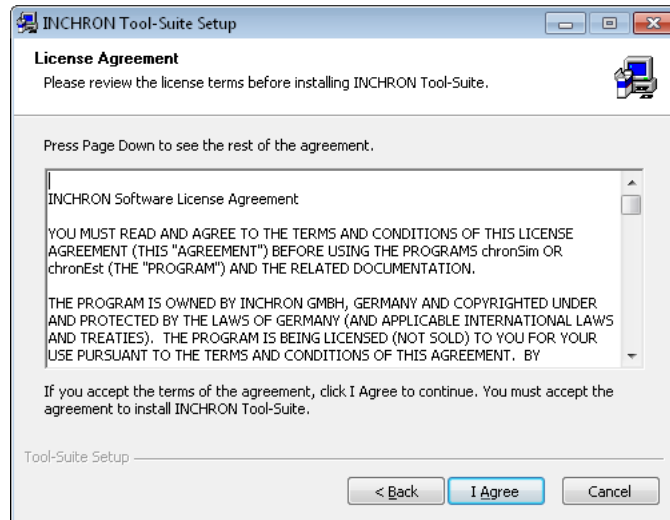 INCHRON Tool-Suite Setup
License Agreement
Please review the license terms before installing INCHRON Tool-Suite.
Press Page Down to see the rest of the agreement.
INCHRON Software License Agreement
YOU MUST READ AND AGREE TO THE TERMS AND CONDITIONS OF THIS LICENSE
AGREEMENT (THIS "AGREEMENT") BEFORE USING THE PROGRAMS chronSim OR
chronEst (THE "PROGRAM") AND THE RELATED DOCUMENTATION.
THE PROGRAM IS OWNED BY INCHRON GMBH, GERMANY AND COPYRIGHTED UNDER
AND PROTECTED BY THE LAWS OF GERMANY (AND APPLICABLE INTERNATIONAL LAWS
AND TREATIES).  THE PROGRAM IS BEING LICENSED (NOT SOLD) TO YOU FOR YOUR
USE PURSUANT TO THE TERMS AND CONDITIONS OF THIS AGREEMENT.  BY
If you accept the terms of the agreement, click I Agree to continue. You must accept the
agreement to install INCHRON Tool-Suite.
Tool-Suite Setup
< Back I Agree Cancel